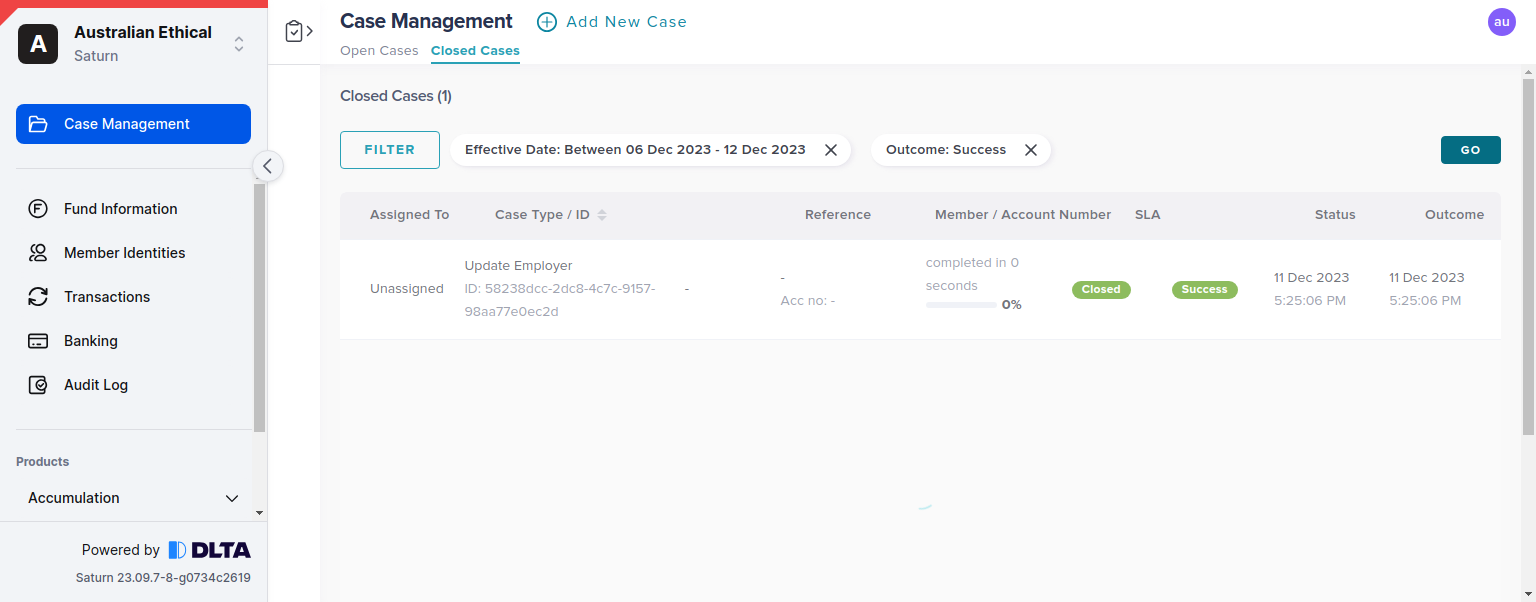 A
Australian Ethical
Saturn
Case Management
Fund Information
Member Identities
Transactions
Banking
Audit Log
Products
Accumulation
Powered by DLTA
Saturn 23.09.7-8-g0734c2619
Case Management
Add New Case
au
Open Cases Closed Cases
Closed Cases (1)
FILTER Effective Date: Between 06 Dec 2023 - 12 Dec 2023 Outcome: Success GO
Assigned To Case Type / ID Reference Member / Account Number SLA Status Outcome
Unassigned
Update Employer
ID: 58238dcc-2dc8-4c7c-9157-
98aa77e0ec2d
-
-
Acc no: -
completed in 0
seconds
0%
Closed
Success
11 Dec 2023
5:25:06 PM
11 Dec 2023
5:25:06 PM